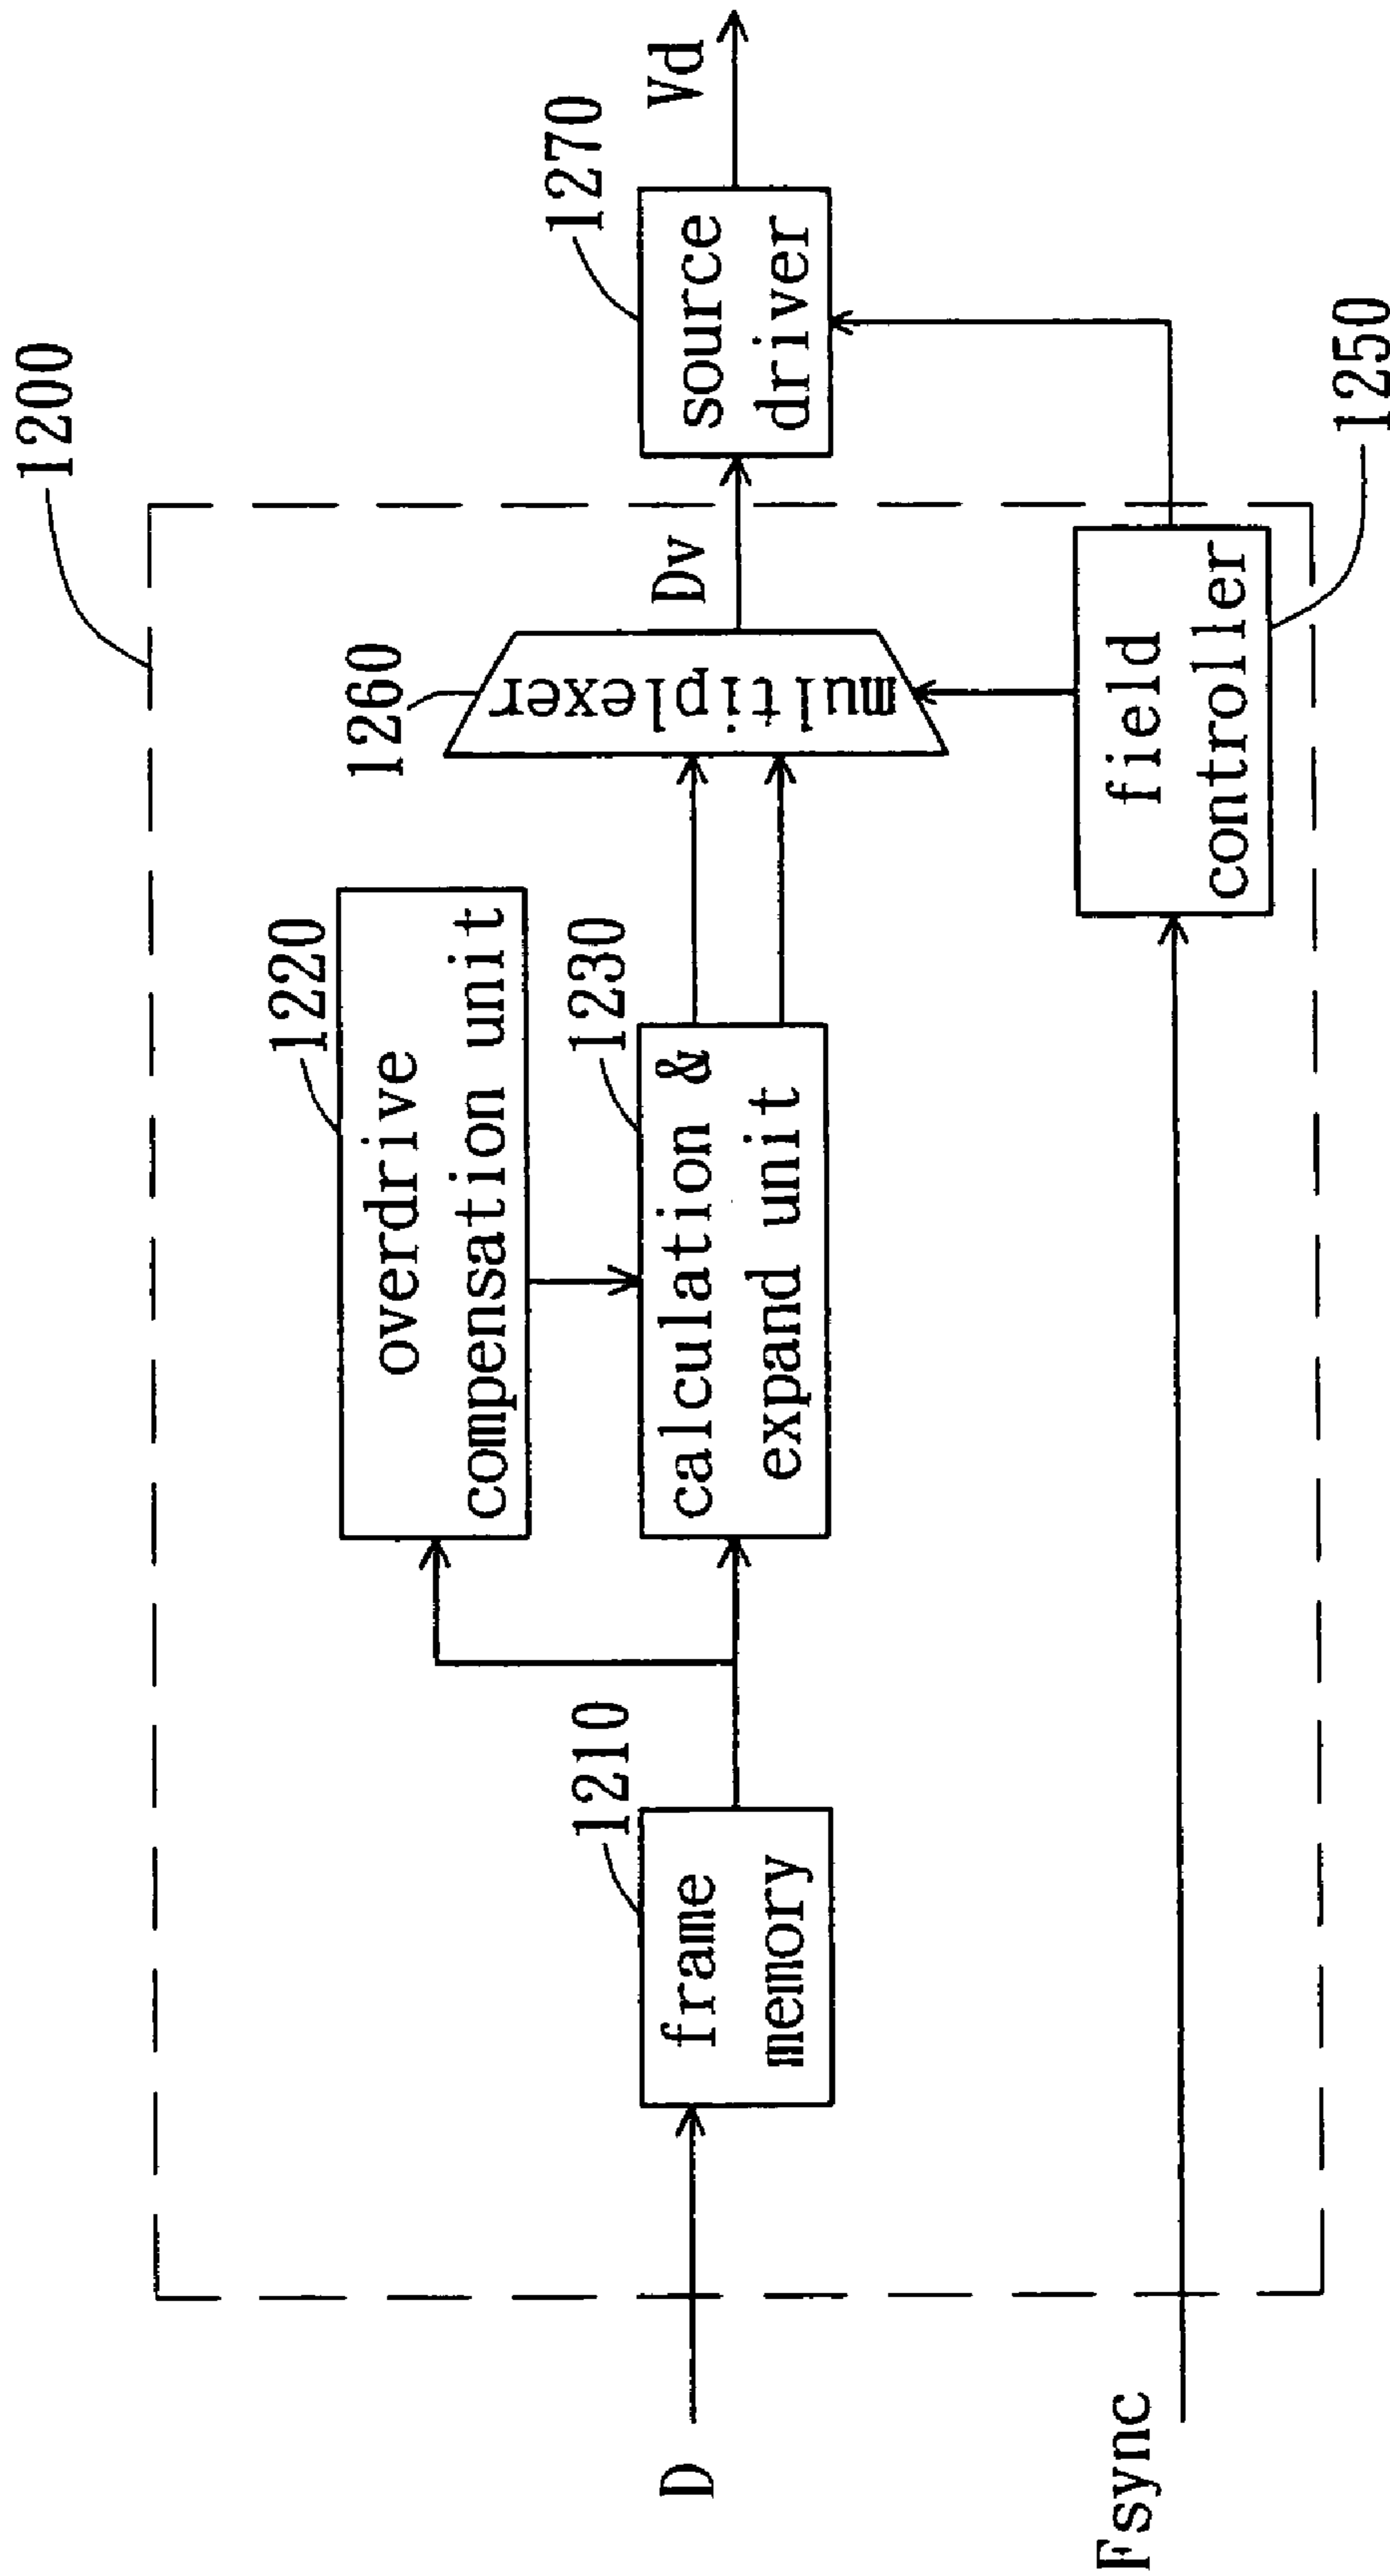 1200
1220
overdrive
compensation unit
1260
multiplexer
1270
source
driver
Vd
Dv
1210
frame
memory
1230
calculation &
expand unit
D
field
controller
1250
Fsync